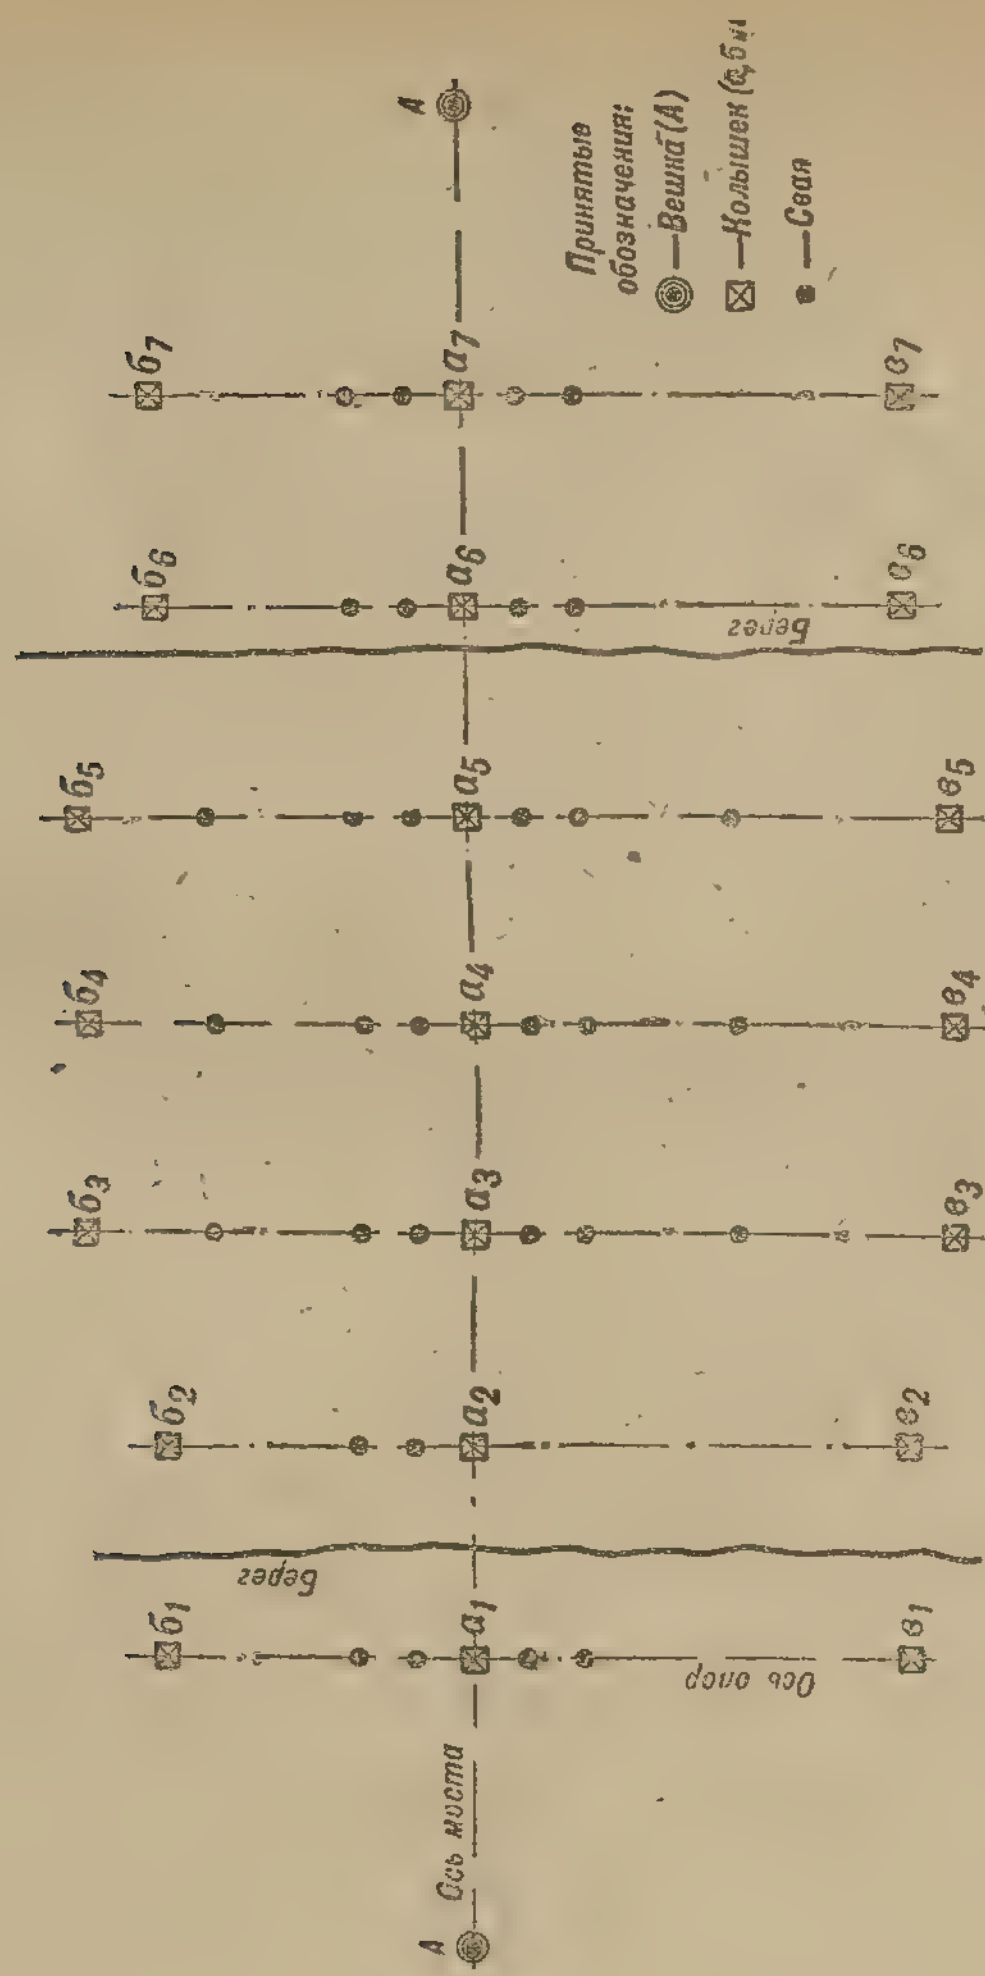 А
Ось моста
б1
а1
в1
Ось опор
Берег
б2
а2
в2
б3
а3
в3
б4
а4
в4
б5
а5
в5
б6
а6
в6
Берег
б7
а7
в7
А
Принятые
обозначения:
—Вешка (А)
—Колышек (а, б и
—Свая